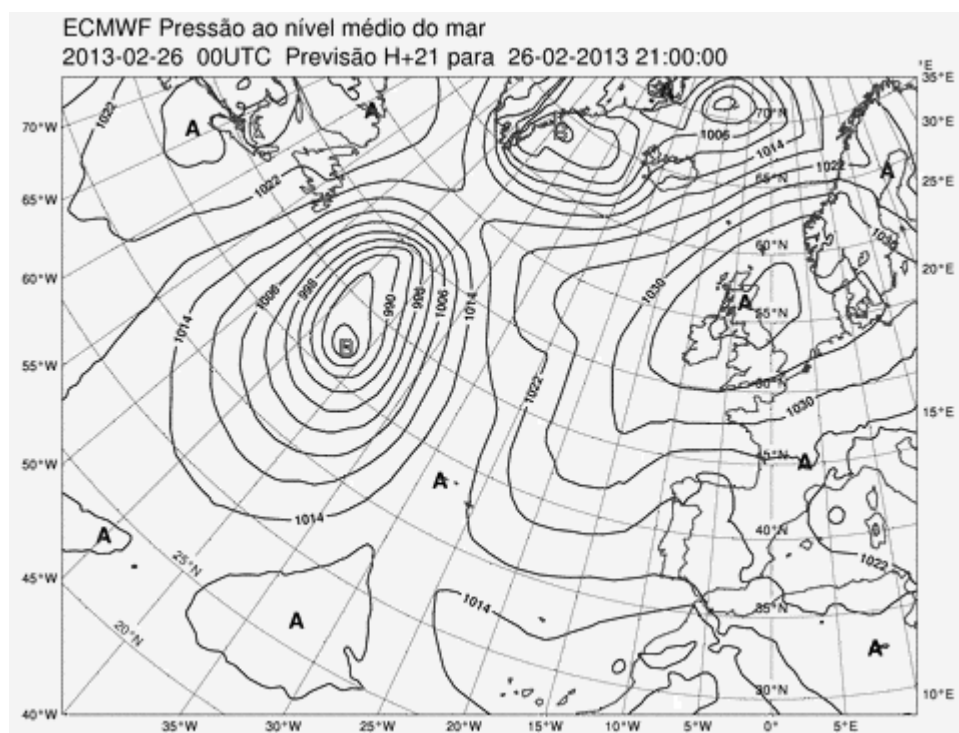 ECMWF Pressão ao nível médio do mar
2013-02-26 00UTC Previsão H+21 para 26-02-2013 21:00:00
°E
35°E
1022
A
A
B
70°N
30°E
70°W
1006
1014
1022
65°N
A
25°E
65°W
1022
60°N
1030
20°E
60°W
1006
998
990
998
1006
1014
1030
A
55°N
1014
B
55°W
1022
50°N
1030
15°E
50°W
A
A
45°N
1014
A
40°N
1022
45°W
25°N
1014
35°N
20°N
A
A
30°N
10°E
40°W
35°W
30°W
25°W
20°W
15°W
10°W
5°W
0°
5°E